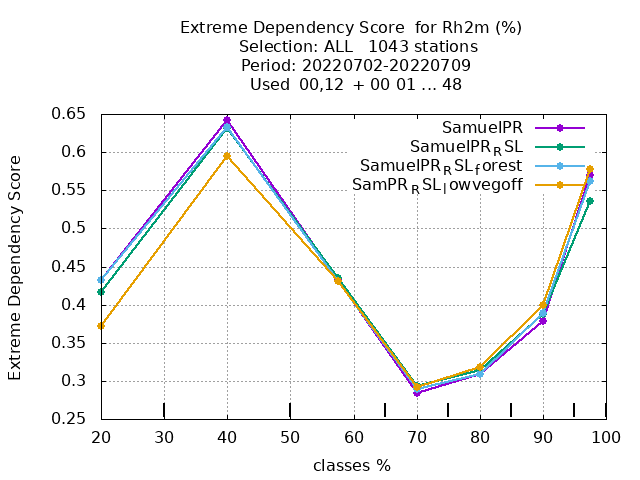 Extreme Dependency Score  for Rh2m (%)
Selection: ALL   1043 stations
Period: 20220702-20220709
Used  00,12  + 00 01 ... 48
SamuelPR
SamuelPR_RSL
SamuelPR_RSL_forest
SamPR_RSL_lowvegoff
Extreme Dependency Score
0.65
0.6
0.55
0.5
0.45
0.4
0.35
0.3
0.25
20 30 40 50 60 70 80 90 100
classes %